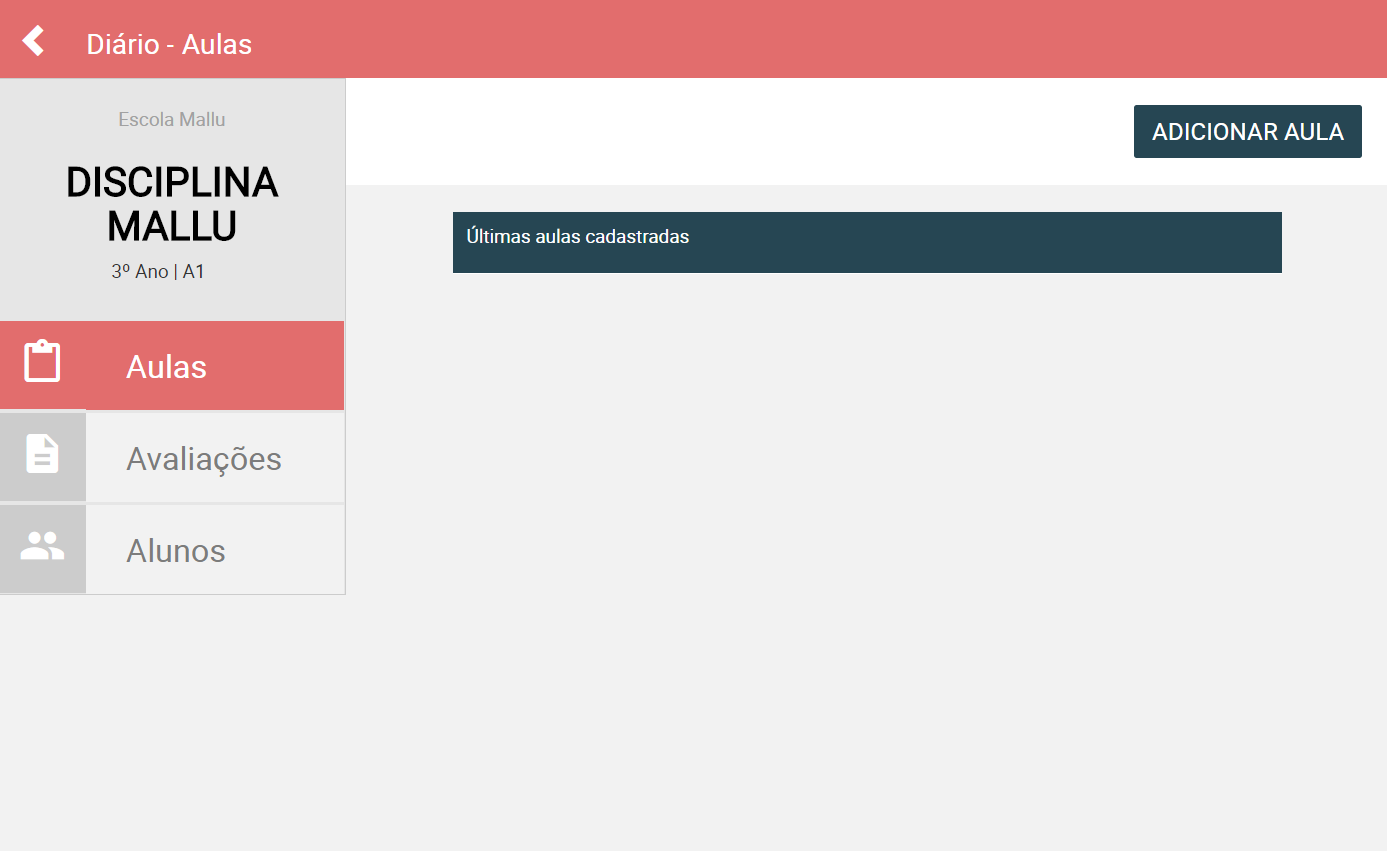 Diário - Aulas
Escola Mallu
DISCIPLINA
MALLU
3º Ano | A1
Aulas
Avaliações
Alunos
ADICIONAR AULA
Últimas aulas cadastradas